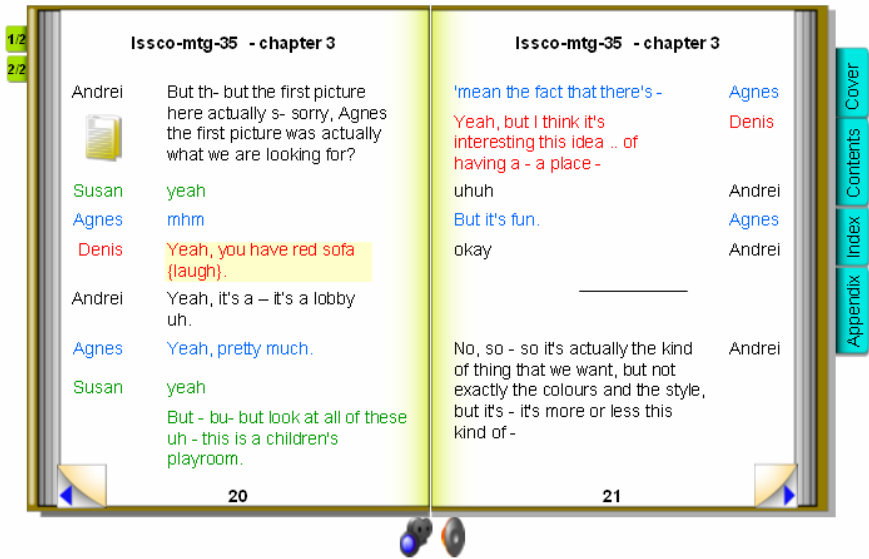 1/2
2/2
Issco-mtg-35 - chapter 3
Andrei But th- but the first picture
here actually s- sorry, Agnes
the first picture was actually
what we are looking for?
Susan yeah
Agnes mhm
Denis Yeah, you have red sofa
{laugh}.
Andrei Yeah, it's a – it's a lobby
uh.
Agnes Yeah, pretty much.
Susan yeah
But - bu- but look at all of these
uh - this is a children's
playroom.
20
Issco-mtg-35 - chapter 3
'mean the fact that there's - Agnes
Yeah, but I think it's Denis
interesting this idea .. of
having a - a place -
uhuh Andrei
But it's fun. Agnes
okay Andrei
No, so - so it's actually the kind Andrei
of thing that we want, but not
exactly the colours and the style,
but it's - it's more or less this
kind of -
21
Cover
Contents
Index
Appendix